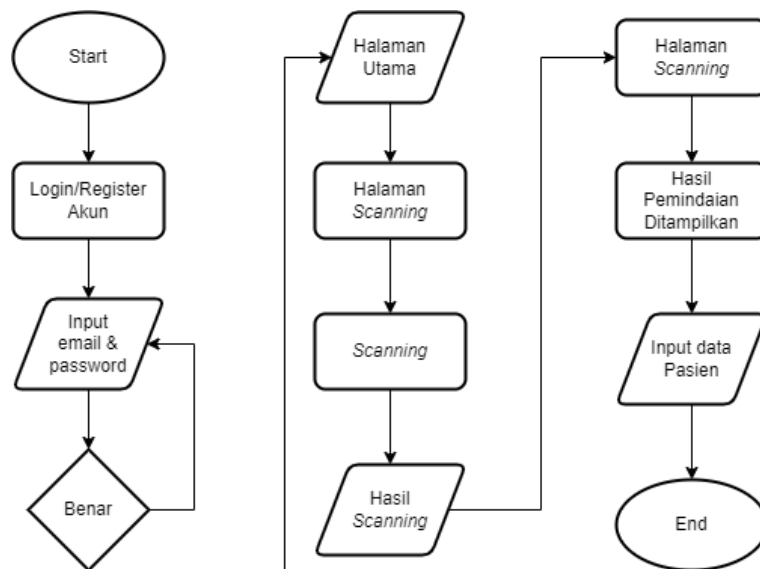 Start
Login/Register
Akun
Input
email &
password
Benar
Halaman
Utama
Halaman
Scanning
Scanning
Hasil
Scanning
Halaman
Scanning
Hasil
Pemindaian
Ditampilkan
Input data
Pasien
End